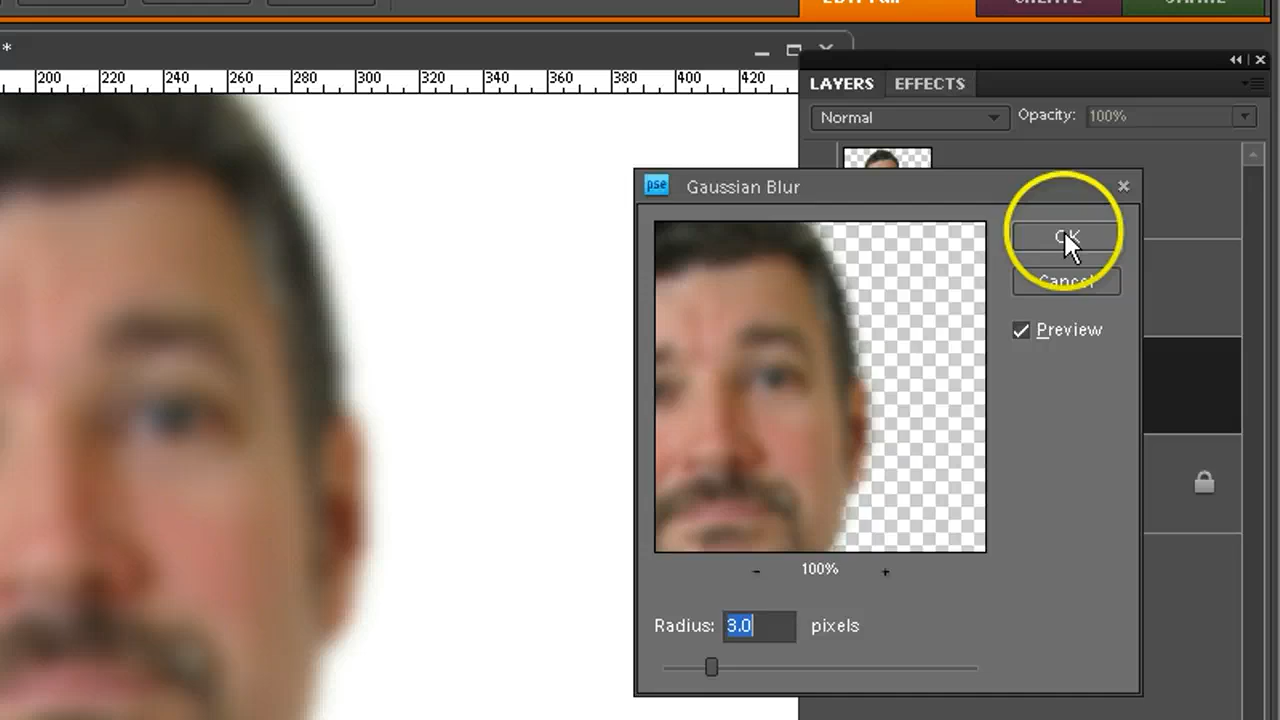 *
200 220 240 260 280 300 320 340 360 380 400 420
LAYERS EFFECTS
Normal Opacity: 100%
pse Gaussian Blur
OK
Cancel
Preview
- 100% +
Radius: 3.0 pixels